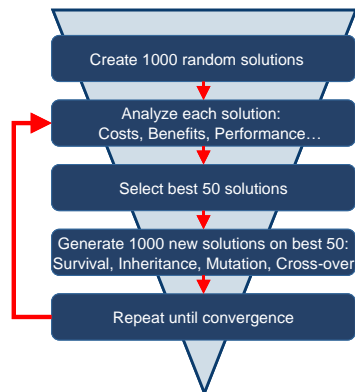 Create 1000 random solutions
Analyze each solution:
Costs, Benefits, Performance…
Select best 50 solutions
Generate 1000 new solutions on best 50:
Survival, Inheritance, Mutation, Cross-over
Repeat until convergence